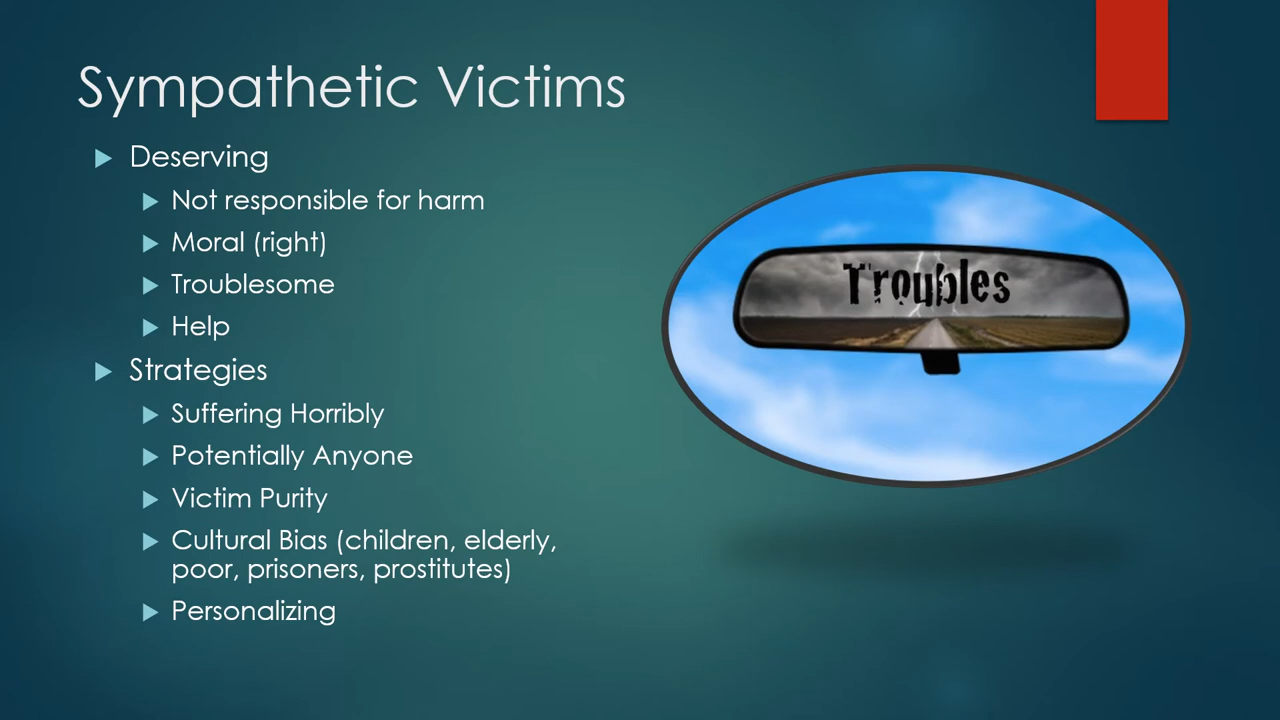 Sympathetic Victims
Deserving
Not responsible for harm
Moral (right)
Troublesome
Help
Strategies
Suffering Horribly
Potentially Anyone
Victim Purity
Cultural Bias (children, elderly,
poor, prisoners, prostitutes)
Personalizing
Troubles